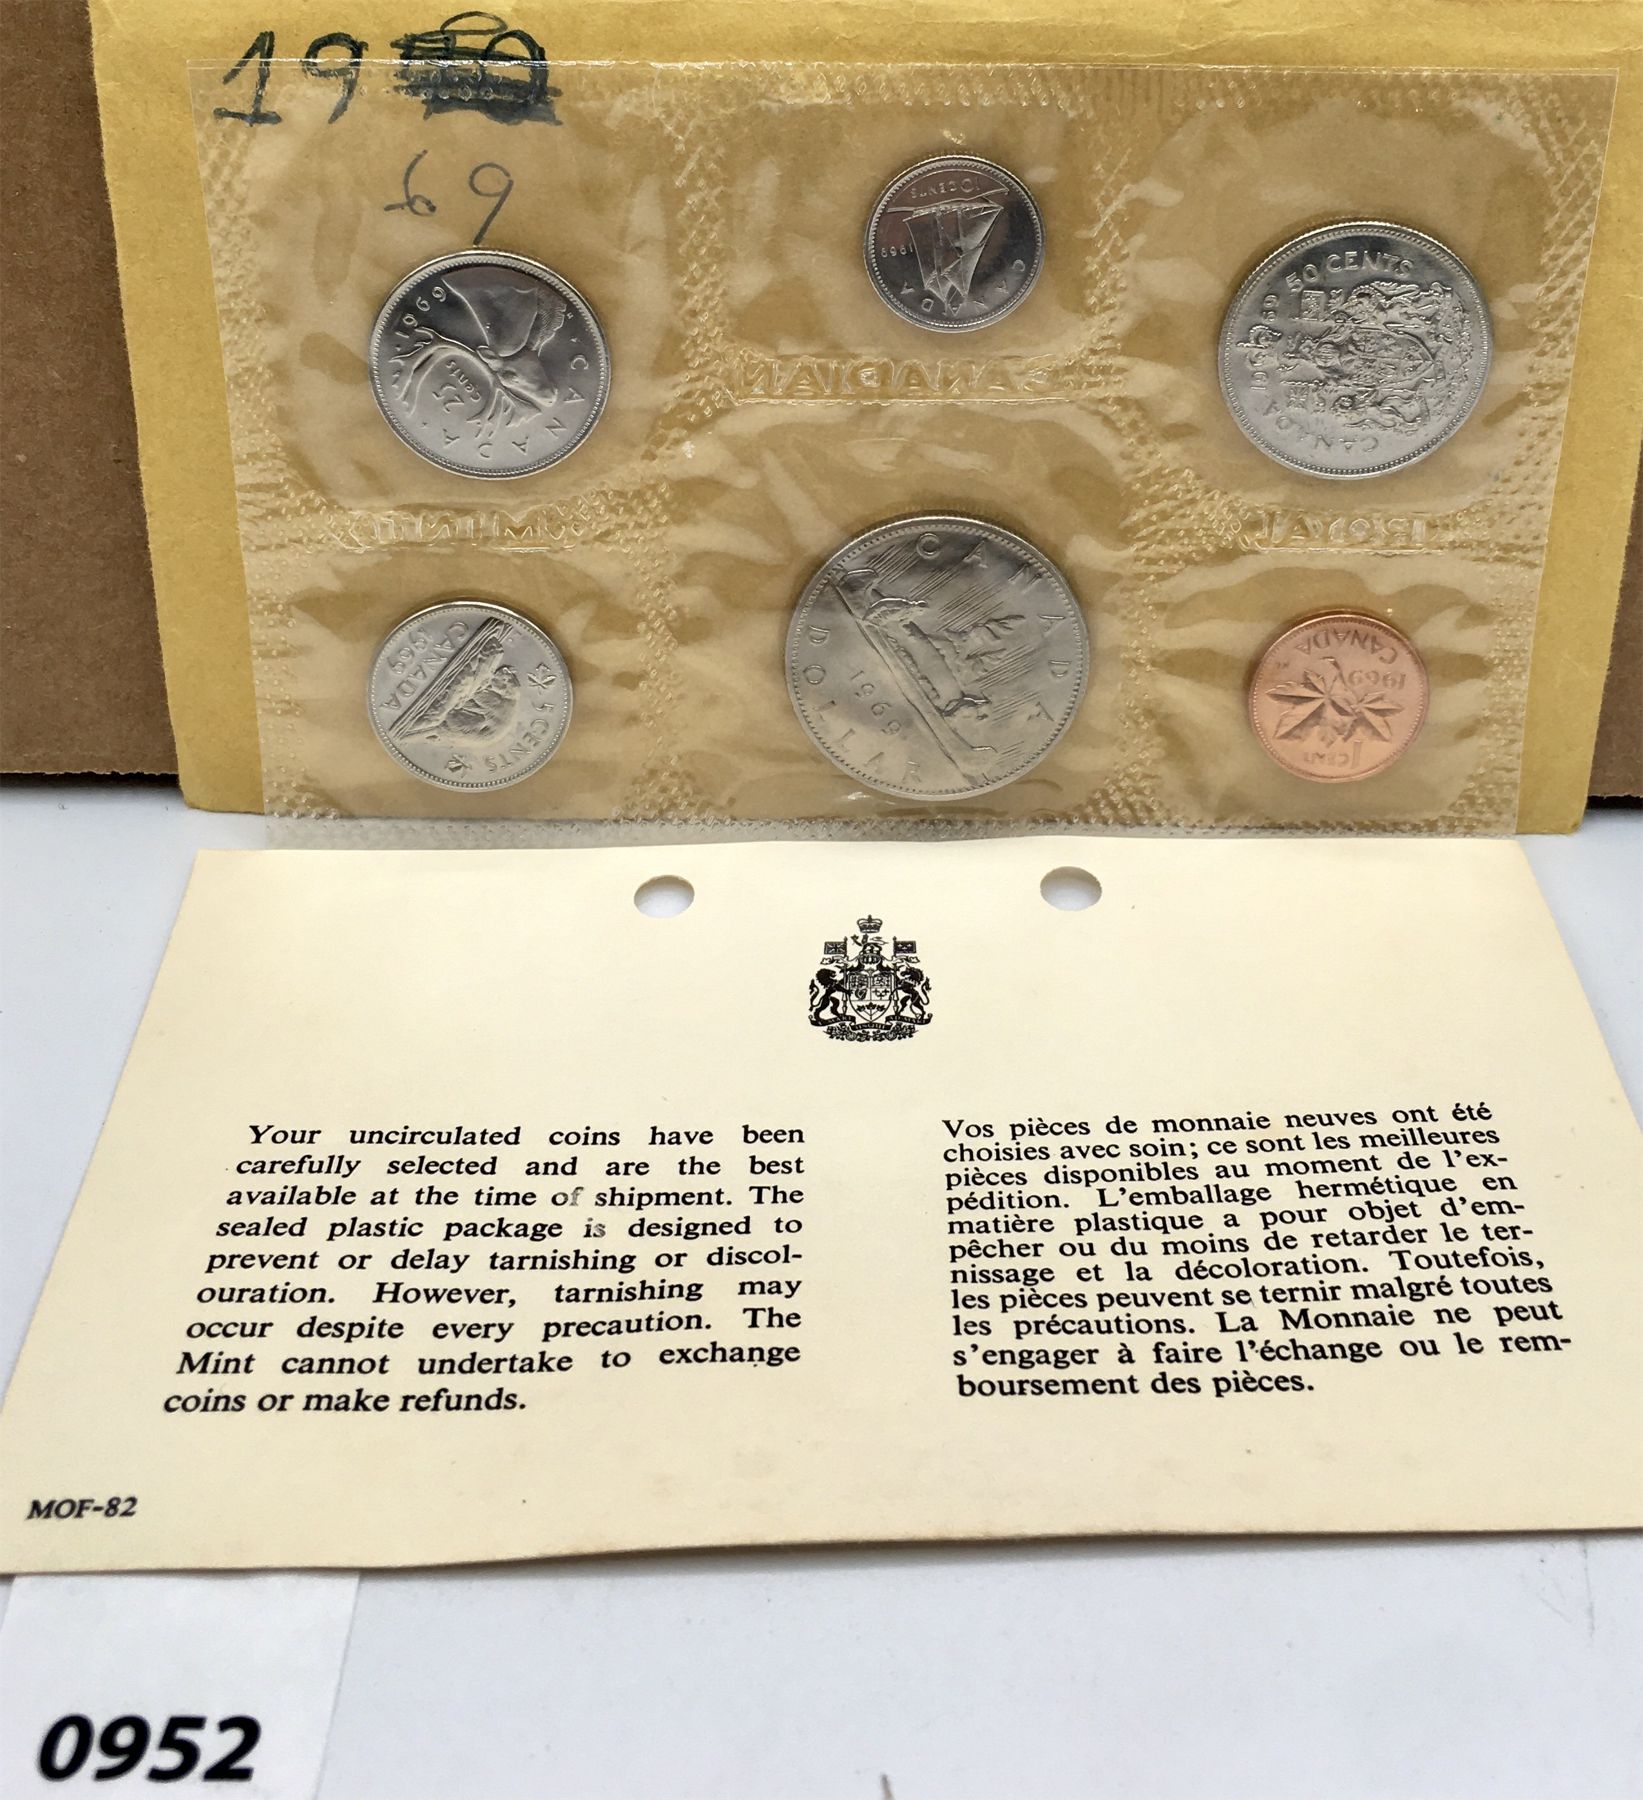 19
69
10 CENTS
CANADA
1969
50 CENTS
CANADA 1969
1969
CANADA
25
cents
CANADIAN
MINT
ROYAL
CANADA
1969
5 CENTS
CANADA
1969
DOLLAR
1969
CANADA
1 CENT
Your uncirculated coins have been
carefully selected and are the best
available at the time of shipment. The
sealed plastic package is designed to
prevent or delay tarnishing or discol-
ouration. However, tarnishing may
occur despite every precaution. The
Mint cannot undertake to exchange
coins or make refunds.
Vos pièces de monnaie neuves ont été
choisies avec soin; ce sont les meilleures
pièces disponibles au moment de l'ex-
pédition. L'emballage hermétique en
matière plastique a pour objet d'em-
pêcher ou du moins de retarder le ter-
nissage et la décoloration. Toutefois,
les pièces peuvent se ternir malgré toutes
les précautions. La Monnaie ne peut
s'engager à faire l'échange ou le rem-
boursement des pièces.
MOF-82
0952